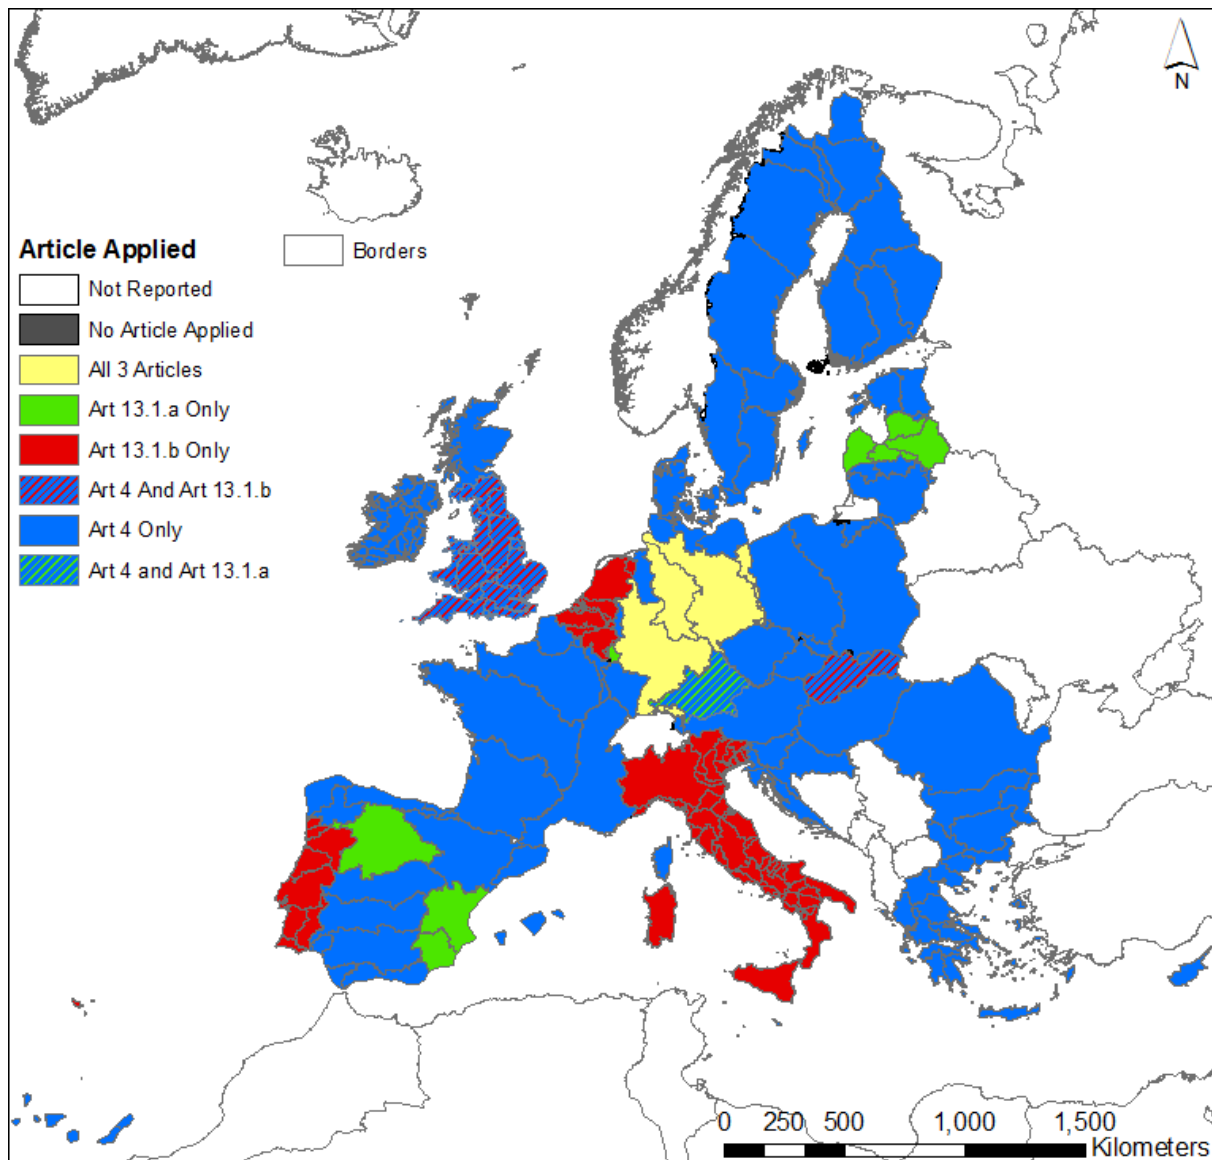 N
Article Applied
Borders
Not Reported
No Article Applied
All 3 Articles
Art 13.1.a Only
Art 13.1.b Only
Art 4 And Art 13.1.b
Art 4 Only
Art 4 and Art 13.1.a
0 250 500 1,000 1,500
Kilometers